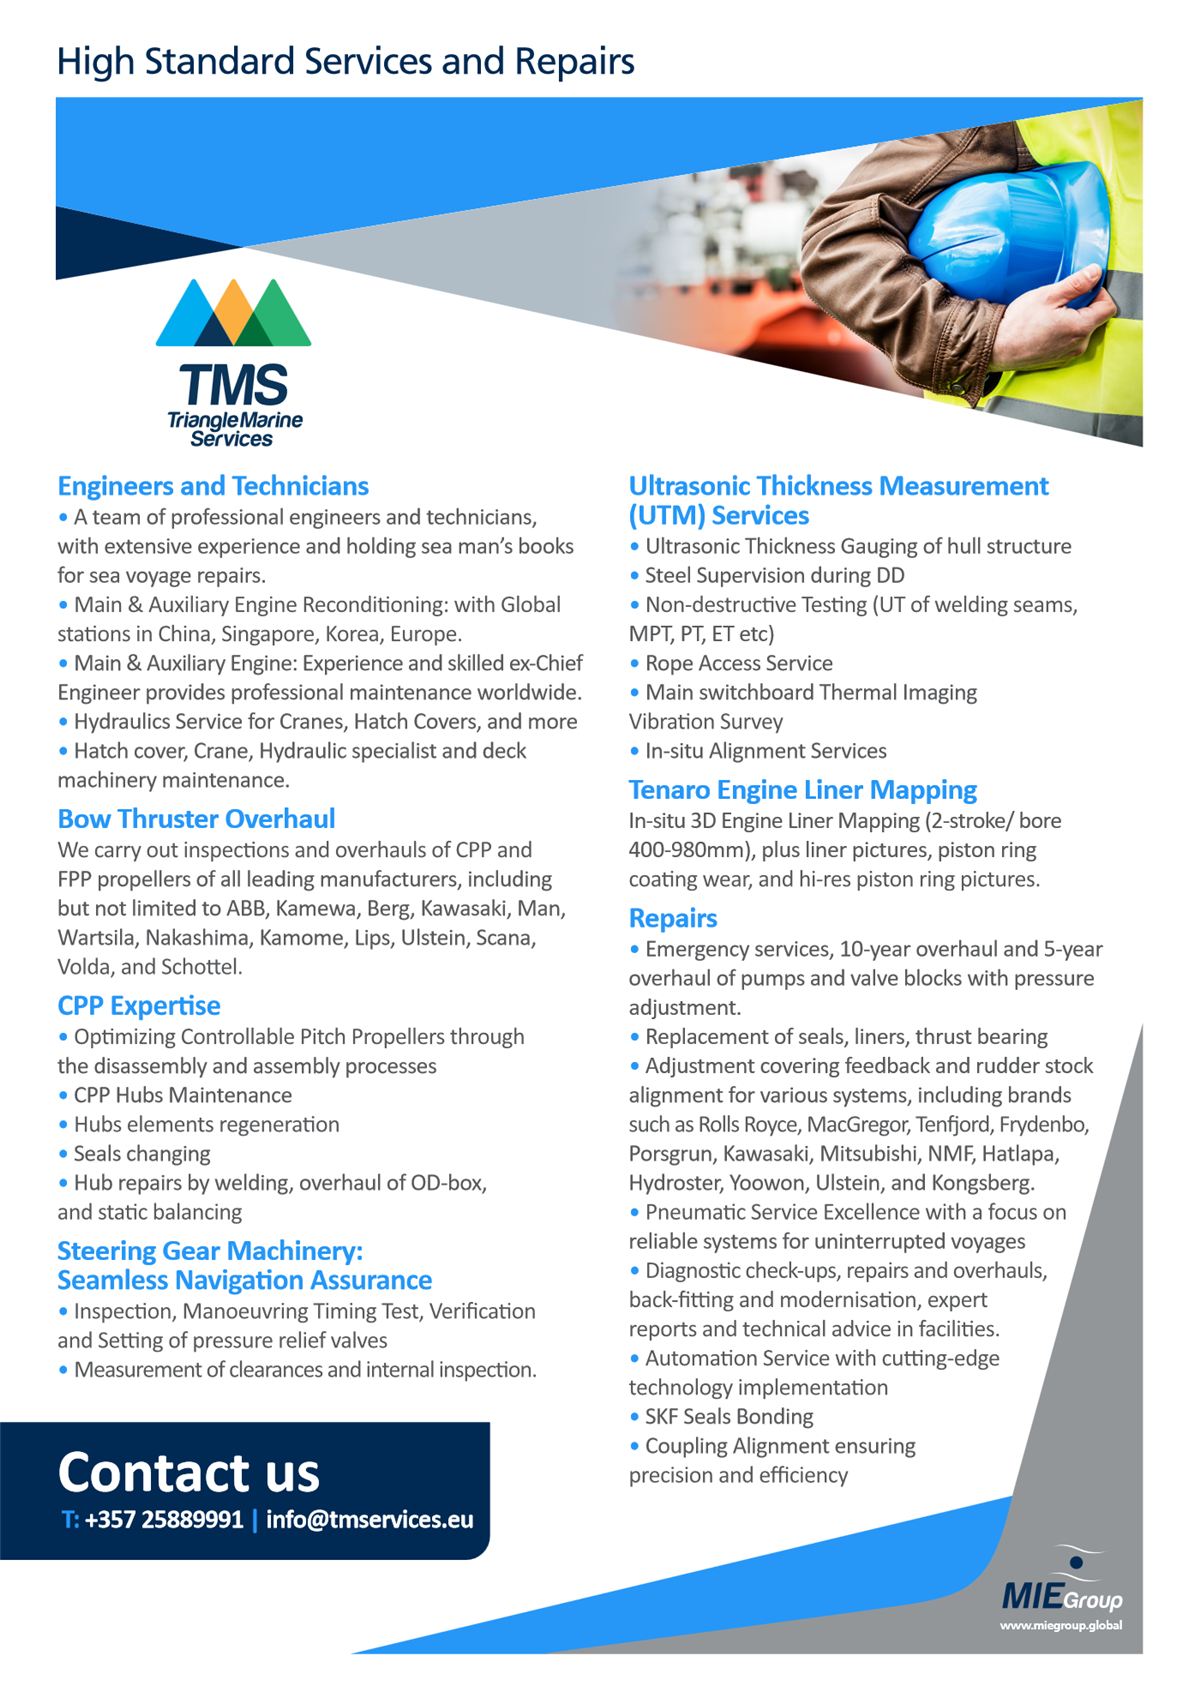 High Standard Services and Repairs
TMS
Triangle Marine
Services
Engineers and Technicians
• A team of professional engineers and technicians,
with extensive experience and holding sea man’s books
for sea voyage repairs.
• Main & Auxiliary Engine Reconditioning: with Global
stations in China, Singapore, Korea, Europe.
• Main & Auxiliary Engine: Experience and skilled ex-Chief
Engineer provides professional maintenance worldwide.
• Hydraulics Service for Cranes, Hatch Covers, and more
• Hatch cover, Crane, Hydraulic specialist and deck
machinery maintenance.
Bow Thruster Overhaul
We carry out inspections and overhauls of CPP and
FPP propellers of all leading manufacturers, including
but not limited to ABB, Kamewa, Berg, Kawasaki, Man,
Wartsila, Nakashima, Kamome, Lips, Ulstein, Scana,
Volda, and Schottel.
CPP Expertise
• Optimizing Controllable Pitch Propellers through
the disassembly and assembly processes
• CPP Hubs Maintenance
• Hubs elements regeneration
• Seals changing
• Hub repairs by welding, overhaul of OD-box,
and static balancing
Steering Gear Machinery:
Seamless Navigation Assurance
• Inspection, Manoeuvring Timing Test, Verification
and Setting of pressure relief valves
• Measurement of clearances and internal inspection.
Ultrasonic Thickness Measurement
(UTM) Services
• Ultrasonic Thickness Gauging of hull structure
• Steel Supervision during DD
• Non-destructive Testing (UT of welding seams,
MPT, PT, ET etc)
• Rope Access Service
• Main switchboard Thermal Imaging
Vibration Survey
• In-situ Alignment Services
Tenaro Engine Liner Mapping
In-situ 3D Engine Liner Mapping (2-stroke/ bore
400-980mm), plus liner pictures, piston ring
coating wear, and hi-res piston ring pictures.
Repairs
• Emergency services, 10-year overhaul and 5-year
overhaul of pumps and valve blocks with pressure
adjustment.
• Replacement of seals, liners, thrust bearing
• Adjustment covering feedback and rudder stock
alignment for various systems, including brands
such as Rolls Royce, MacGregor, Tenfjord, Frydenbo,
Porsgrun, Kawasaki, Mitsubishi, NMF, Hatlapa,
Hydroster, Yoowon, Ulstein, and Kongsberg.
• Pneumatic Service Excellence with a focus on
reliable systems for uninterrupted voyages
• Diagnostic check-ups, repairs and overhauls,
back-fitting and modernisation, expert
reports and technical advice in facilities.
• Automation Service with cutting-edge
technology implementation
• SKF Seals Bonding
• Coupling Alignment ensuring
precision and efficiency
Contact us
T: +357 25889991 | info@tmservices.eu
MIE Group
www.miegroup.global